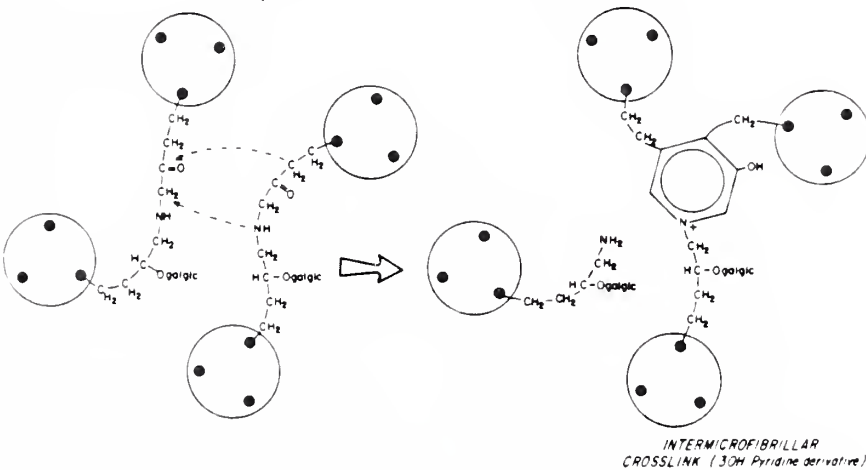 CH₂
CH₂
C=O
CH₂
NH
CH₂
HC-Ogalglc
CH₂
CH₂
CH₂
CH₂
C=O
CH₂
NH
CH₂
HC-Ogalglc
CH₂
CH₂
NH₂
CH₂
HC-Ogalglc
CH₂-CH₂
CH₂
CH₂
CH₂
OH
N+
CH₂
HC-Ogalglc
CH₂
CH₂
INTERMICROFIBRILLAR
CROSSLINK (3OH Pyridine derivative)